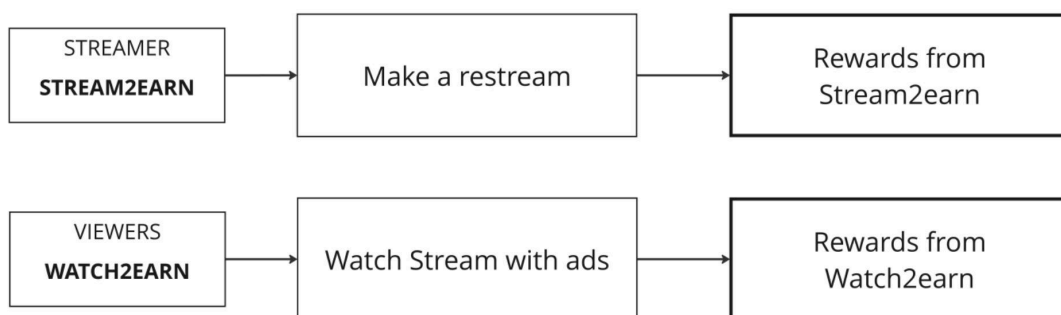 STREAMER
STREAM2EARN
Make a restream
Rewards from
Stream2earn
VIEWERS
WATCH2EARN
Watch Stream with ads
Rewards from
Watch2earn